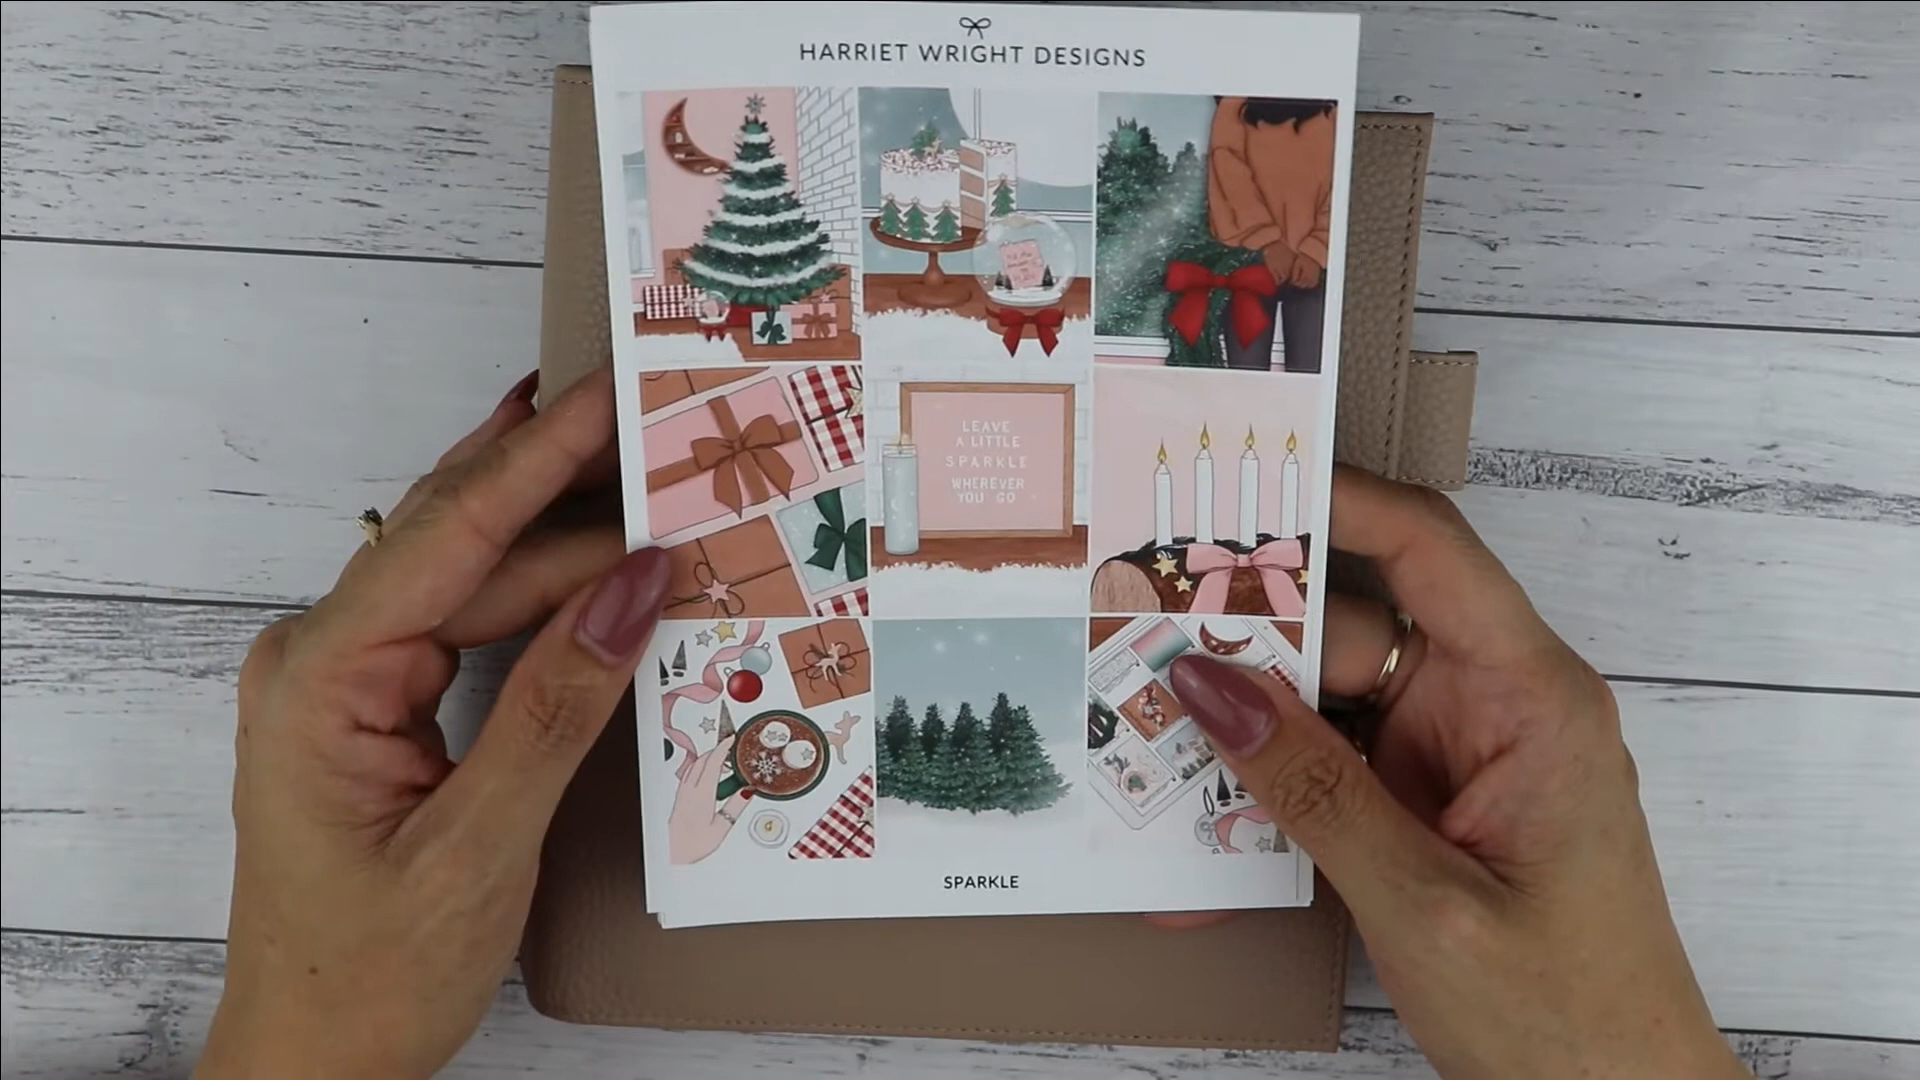 HARRIET WRIGHT DESIGNS
LEAVE
A LITTLE
SPARKLE
WHEREVER
YOU GO
SPARKLE